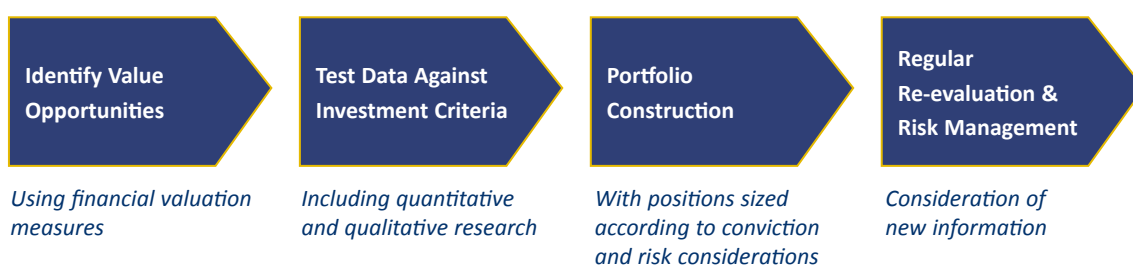 Identify Value
Opportunities
Using financial valuation
measures
Test Data Against
Investment Criteria
Including quantitative
and qualitative research
Portfolio
Construction
With positions sized
according to conviction
and risk considerations
Regular
Re-evaluation &
Risk Management
Consideration of
new information